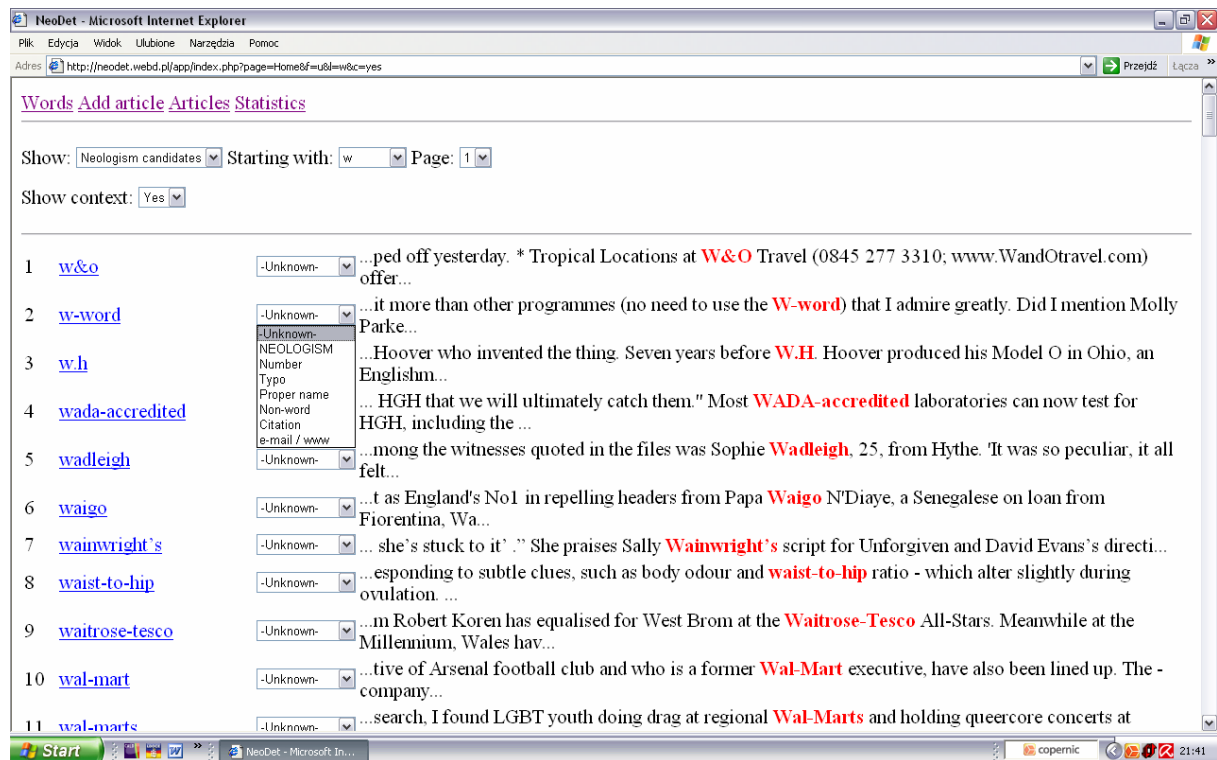 NeoDet - Microsoft Internet Explorer
Plik Edycja Widok Ulubione Narzędzia Pomoc
Adres http://neodet.webd.pl/app/index.php?page=Home&f=u&l=w&c=yes Przejdź Łącza »
Words Add article Articles Statistics
Show: Neologism candidates Starting with: w Page: 1
Show context: Yes
1 w&o -Unknown- ...ped off yesterday. * Tropical Locations at W&O Travel (0845 277 3310; www.WandOtravel.com)
offer...
2 w-word -Unknown- ...it more than other programmes (no need to use the W-word) that I admire greatly. Did I mention Molly
Parke...
-Unknown-
NEOLOGISM
Number
Typo
Proper name
Non-word
Citation
e-mail / www
3 w.h ...Hoover who invented the thing. Seven years before W.H. Hoover produced his Model O in Ohio, an
Englishm...
4 wada-accredited ... HGH that we will ultimately catch them." Most WADA-accredited laboratories can now test for
HGH, including the ...
5 wadleigh -Unknown- ...mong the witnesses quoted in the files was Sophie Wadleigh, 25, from Hythe. 'It was so peculiar, it all
felt...
6 waigo -Unknown- ...t as England's No1 in repelling headers from Papa Waigo N'Diaye, a Senegalese on loan from
Fiorentina, Wa...
7 wainwright’s -Unknown- ... she’s stuck to it’ .” She praises Sally Wainwright’s script for Unforgiven and David Evans’s directi...
8 waist-to-hip -Unknown- ...esponding to subtle clues, such as body odour and waist-to-hip ratio - which alter slightly during
ovulation. ...
9 waitrose-tesco -Unknown- ...m Robert Koren has equalised for West Brom at the Waitrose-Tesco All-Stars. Meanwhile at the
Millennium, Wales hav...
10 wal-mart -Unknown- ...tive of Arsenal football club and who is a former Wal-Mart executive, have also been lined up. The -
company...
11 wal-marts -Unknown- ...search, I found LGBT youth doing drag at regional Wal-Marts and holding queercore concerts at
Start » NeoDet - Microsoft In... copernic 21:41